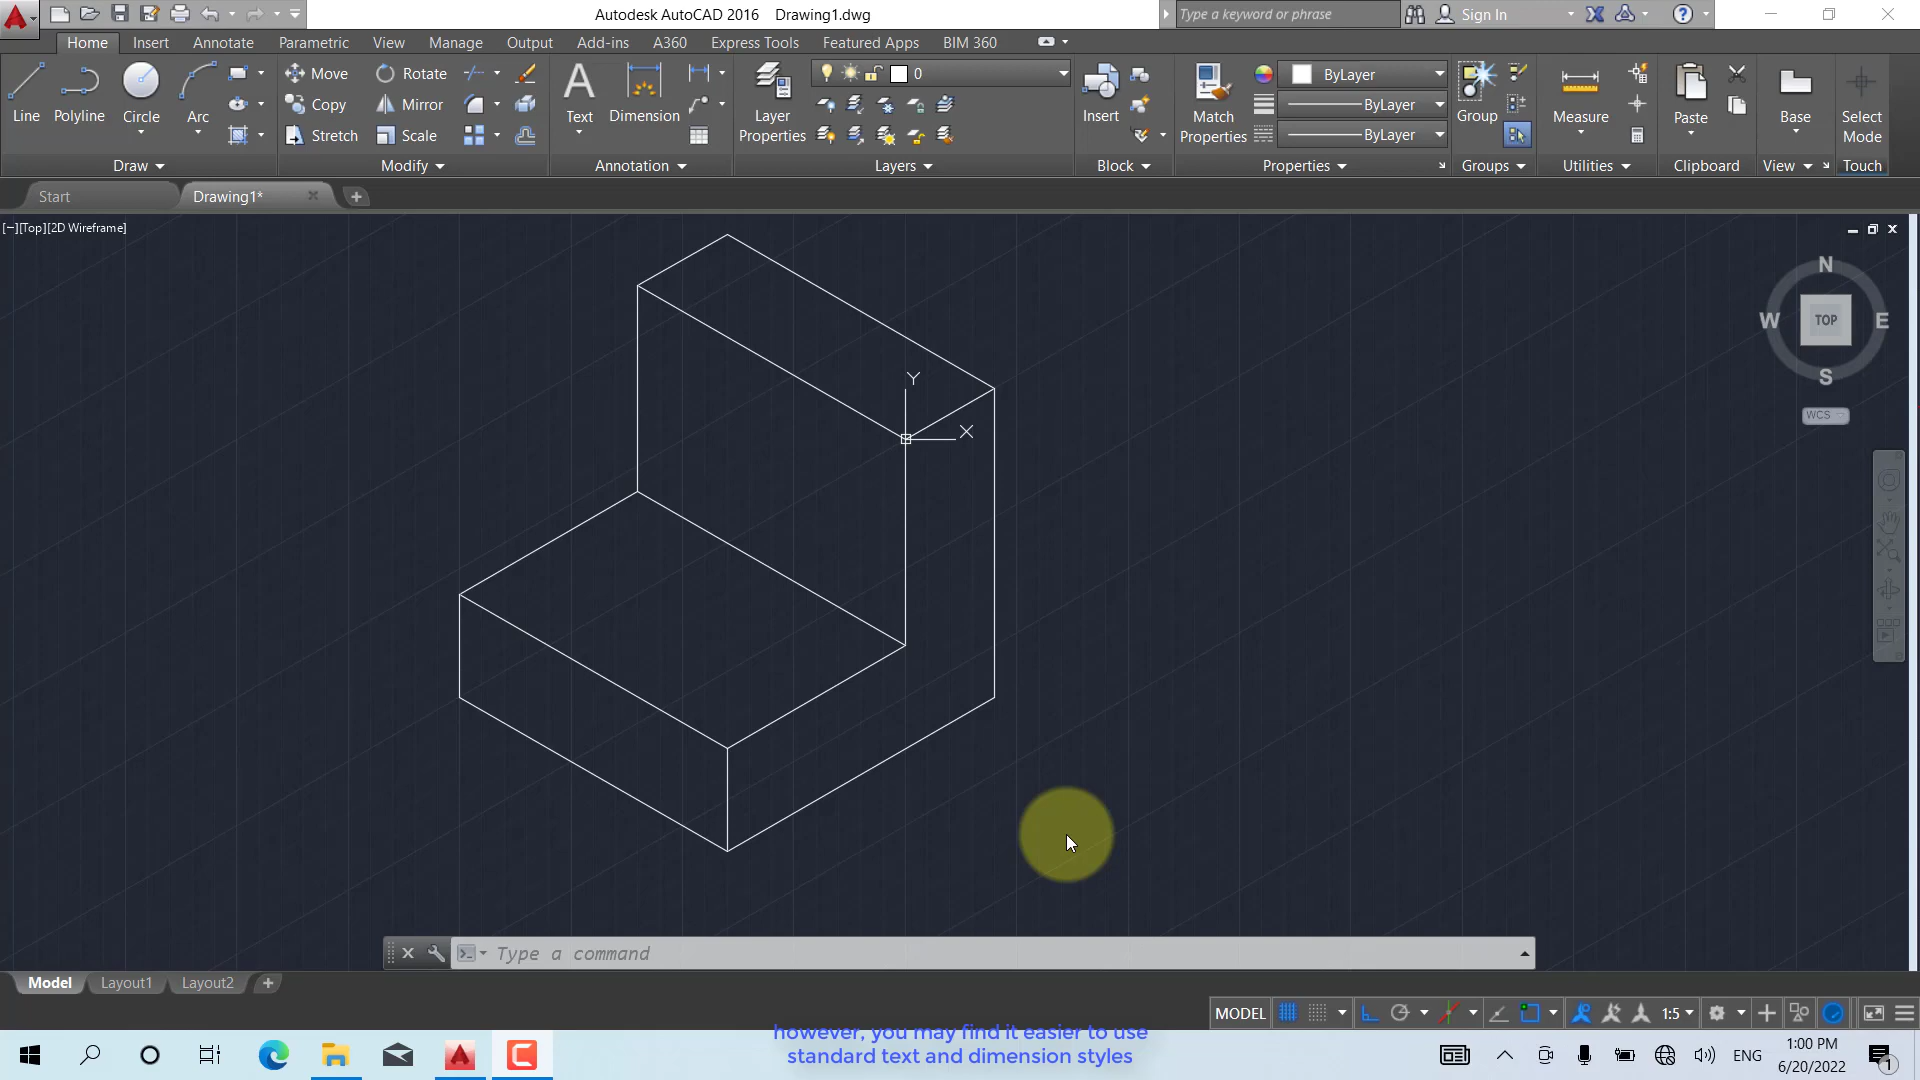 Autodesk AutoCAD 2016 Drawing1.dwg
Type a keyword or phrase
Sign In
Home Insert Annotate Parametric View Manage Output Add-ins A360 Express Tools Featured Apps BIM 360
Line
Polyline
Circle
Arc
Draw
Move
Copy
Stretch
Rotate
Mirror
Scale
Modify
Text
Dimension
Annotation
Layer
Properties
0
Layers
Insert
Block
Match
Properties
ByLayer
ByLayer
ByLayer
Properties
Group
Groups
Measure
Utilities
Paste
Clipboard
Base
View
Select
Mode
Touch
Start
Drawing1*
[−][Top][2D Wireframe]
N
W TOP E
S
WCS
Y
X
Type a command
Model Layout1 Layout2
MODEL
1:5
however, you may find it easier to use
standard text and dimension styles
ENG
1:00 PM
6/20/2022
1